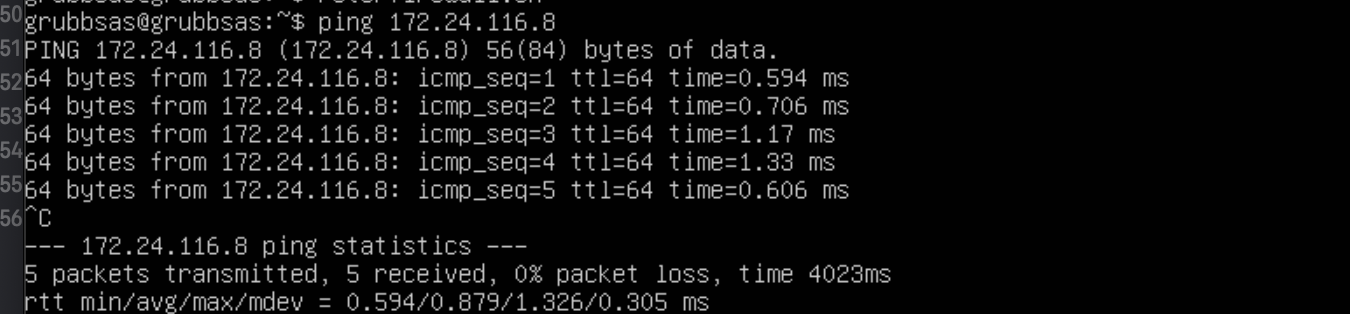 50
grubbsas@grubbsas:~$ ping 172.24.116.8
51
PING 172.24.116.8 (172.24.116.8) 56(84) bytes of data.
52
64 bytes from 172.24.116.8: icmp_seq=1 ttl=64 time=0.594 ms
64 bytes from 172.24.116.8: icmp_seq=2 ttl=64 time=0.706 ms
53
64 bytes from 172.24.116.8: icmp_seq=3 ttl=64 time=1.17 ms
54
64 bytes from 172.24.116.8: icmp_seq=4 ttl=64 time=1.33 ms
55
64 bytes from 172.24.116.8: icmp_seq=5 ttl=64 time=0.606 ms
56
^C
--- 172.24.116.8 ping statistics ---
5 packets transmitted, 5 received, 0% packet loss, time 4023ms
rtt min/avg/max/mdev = 0.594/0.879/1.326/0.305 ms